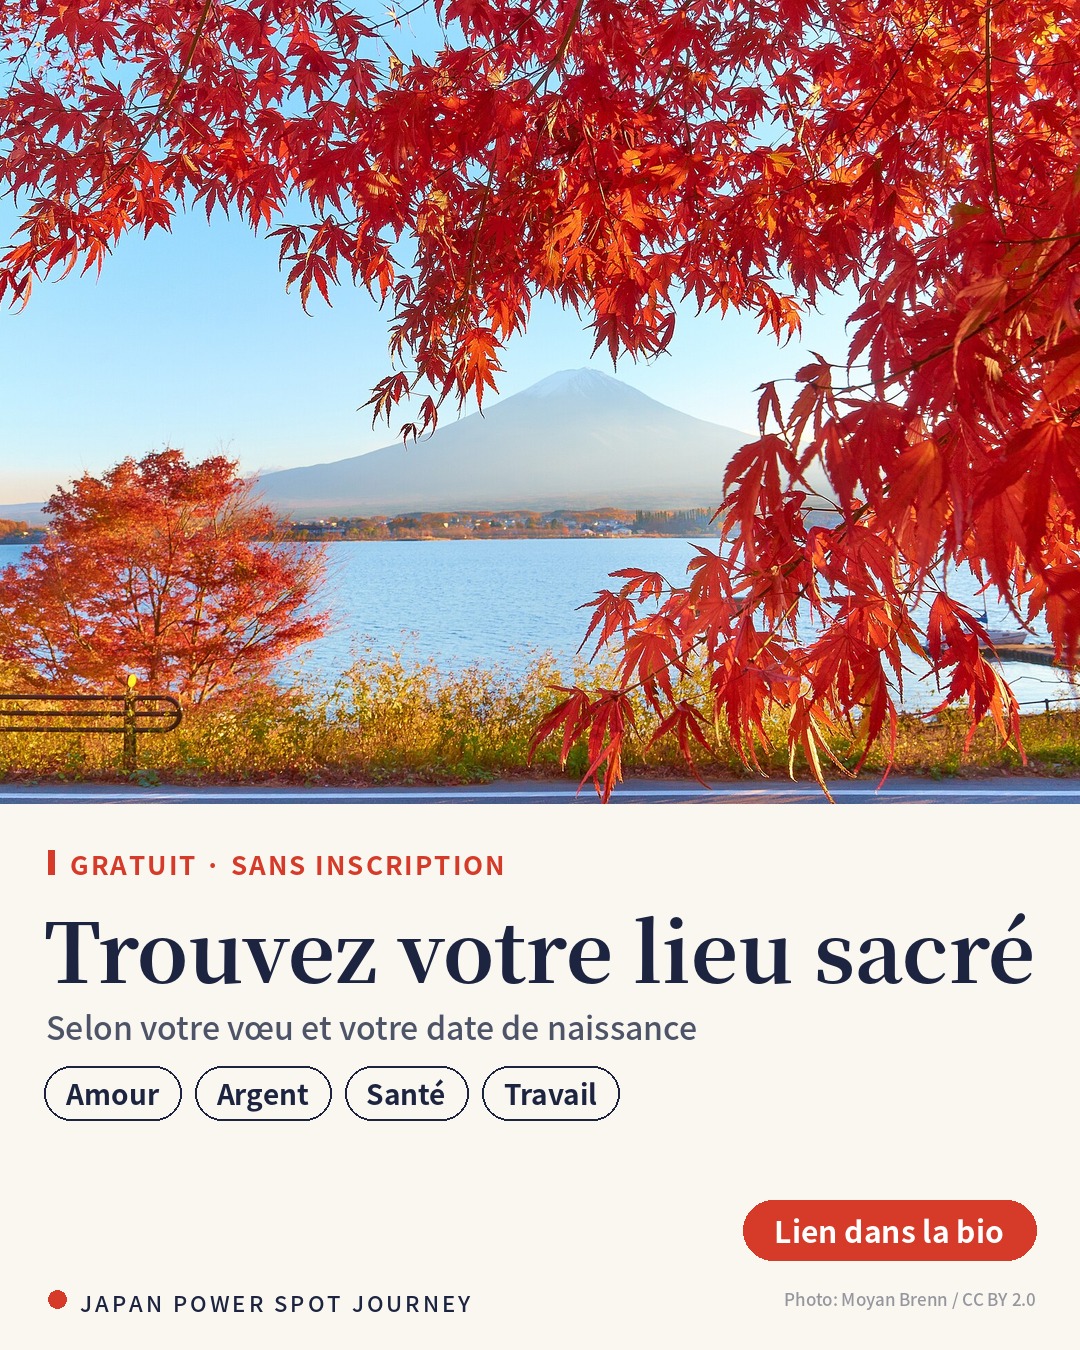 GRATUIT · SANS INSCRIPTION
Trouvez votre lieu sacré
Selon votre vœu et votre date de naissance
Amour Argent Santé Travail
Lien dans la bio
JAPAN POWER SPOT JOURNEY
Photo: Moyan Brenn / CC BY 2.0